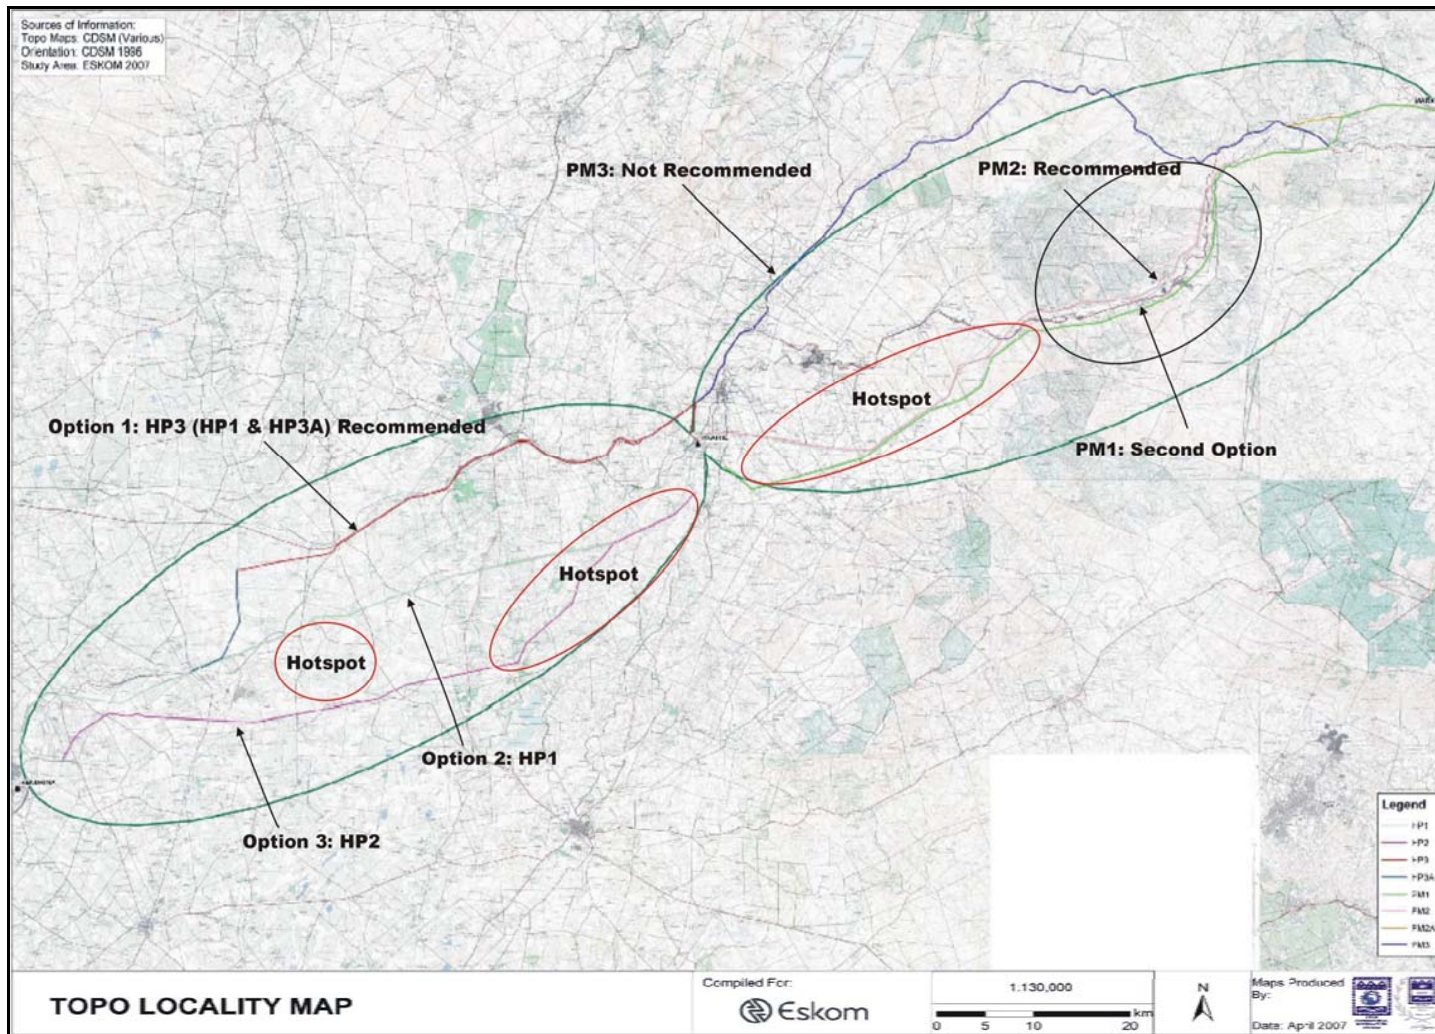 Sources of Information:
Topo Maps: CDSM (Various)
Orientation: CDSM 1996
Study Area: ESKOM 2007
PM3: Not Recommended
PM2: Recommended
Hotspot
Option 1: HP3 (HP1 & HP3A) Recommended
PM1: Second Option
Hotspot
Hotspot
Option 2: HP1
Option 3: HP2
Legend
HP1
HP2
HP3
HP3A
PM1
PM2
PM2A
PM3
TOPO LOCALITY MAP
Compiled For:
Eskom
1:130,000
km
0 5 10 20
N
Maps Produced
By:
Date: April 2007